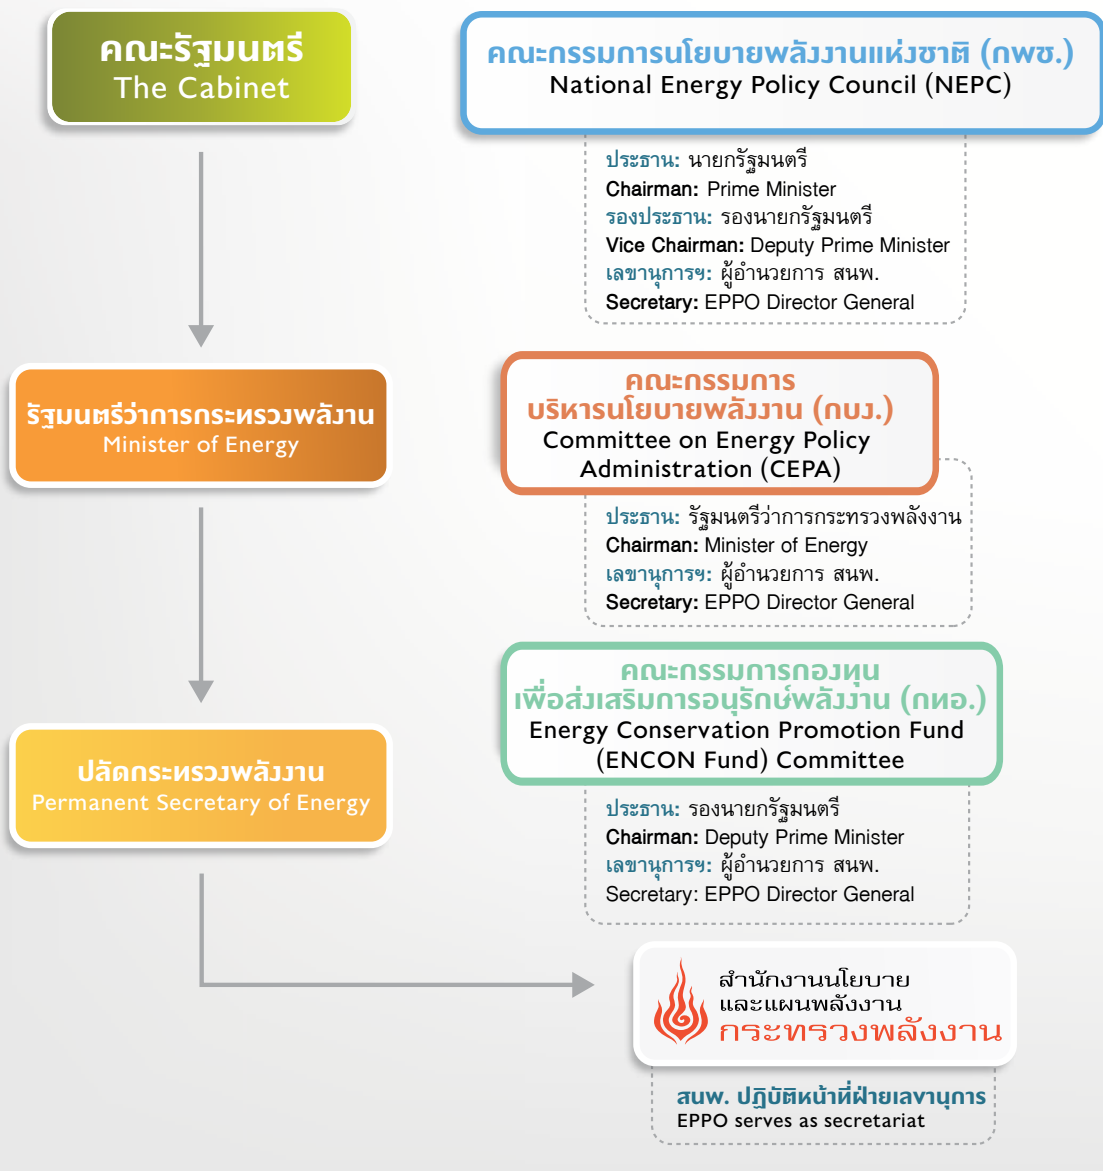 คณะรัฐมนตรี
The Cabinet
คณะกรรมการนโยบายพลังงานแห่งชาติ (กพช.)
National Energy Policy Council (NEPC)
ประธาน: นายกรัฐมนตรี
Chairman: Prime Minister
รองประธาน: รองนายกรัฐมนตรี
Vice Chairman: Deputy Prime Minister
เลขานุการฯ: ผู้อำนวยการ สนพ.
Secretary: EPPO Director General
รัฐมนตรีว่าการกระทรวงพลังาน
Minister of Energy
คณะกรรมการ
บริหารนโยบายพลังงาน (กบง.)
Committee on Energy Policy
Administration (CEPA)
ประธาน: รัฐมนตรีว่าการกระทรวงพลังงาน
Chairman: Minister of Energy
เลขานุการฯ: ผู้อำนวยการ สนพ.
Secretary: EPPO Director General
ปลัดกระทรวงพลังงาน
Permanent Secretary of Energy
คณะกรรมการกองทุน
เพื่อส่งเสริมการอนุรักษ์พลังงาน (กทอ.)
Energy Conservation Promotion Fund
(ENCON Fund) Committee
ประธาน: รองนายกรัฐมนตรี
Chairman: Deputy Prime Minister
เลขานุการฯ: ผู้อำนวยการ สนพ.
Secretary: EPPO Director General
สำนักงานนโยบาย
และแผนพลังงาน
กระทรวงพลังงาน
สนพ. ปฏิบัติหน้าที่ฝ่ายเลขานุการ
EPPO serves as secretariat